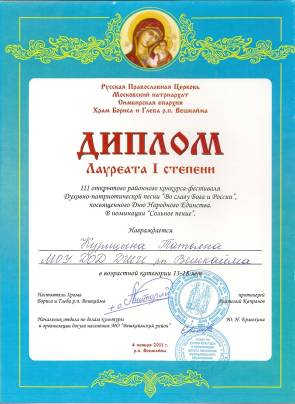 Русская Православная Церковь
Московский патриархат
Симбирская епархия
Храм Бориса и Глеба р.п. Вешкайма
ДИПЛОМ
Лауреата I степени
III открытого районного конкурса-фестиваля
Духовно-патриотической песни "Во славу Бога и России",
посвященного Дню Народного Единства.
В номинации "Сольное пение".
Награждается
Татьяна
МОУ ДОД ДШИ рп Вешкайма
в возрастной категории 13-18 лет
Настоятель Храма
Бориса и Глеба р.п. Вешкайма
протоиерей
Начальник отдела по делам культуры
и организации досуга населения МО "Вешкаймский район"
Ю. Н. Ермохина
4 ноября 2011 г.
р.п. Вешкайма